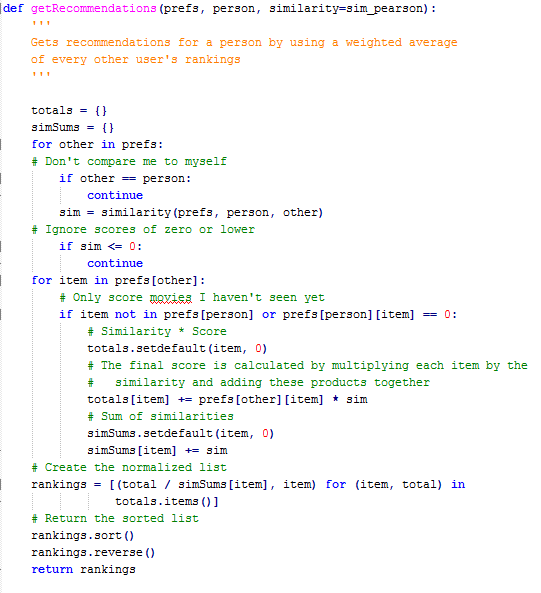 def getRecommendations(prefs, person, similarity=sim_pearson):
    '''
    Gets recommendations for a person by using a weighted average
    of every other user's rankings
    '''

    totals = {}
    simSums = {}
    for other in prefs:
    # Don't compare me to myself
        if other == person:
            continue
        sim = similarity(prefs, person, other)
    # Ignore scores of zero or lower
        if sim <= 0:
            continue
    for item in prefs[other]:
        # Only score movies I haven't seen yet
        if item not in prefs[person] or prefs[person][item] == 0:
            # Similarity * Score
            totals.setdefault(item, 0)
            # The final score is calculated by multiplying each item by the
            #   similarity and adding these products together
            totals[item] += prefs[other][item] * sim
            # Sum of similarities
            simSums.setdefault(item, 0)
            simSums[item] += sim
    # Create the normalized list
    rankings = [(total / simSums[item], item) for (item, total) in
                totals.items()]
    # Return the sorted list
    rankings.sort()
    rankings.reverse()
    return rankings